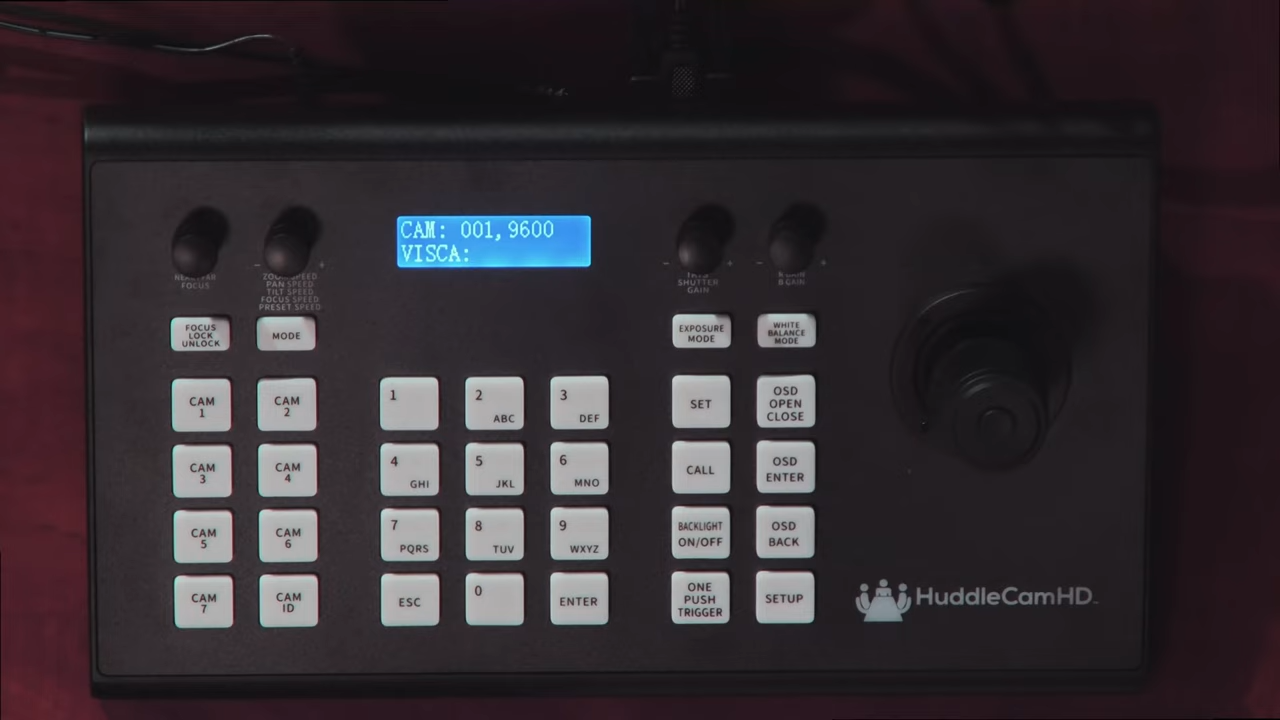 CAM: 001,9600
VISCA:
FOCUS
ZOOM SPEED
PAN SPEED
TILT SPEED
FOCUS SPEED
PRESET SPEED
- +
SHUTTER
GAIN
- +
B GAIN
FOCUS
LOCK
UNLOCK
MODE
EXPOSURE
MODE
WHITE
BALANCE
MODE
CAM
1
CAM
2
1
2
ABC
3
DEF
SET
OSD
OPEN
CLOSE
CAM
3
CAM
4
4
GHI
5
JKL
6
MNO
CALL
OSD
ENTER
CAM
5
CAM
6
7
PQRS
8
TUV
9
WXYZ
BACKLIGHT
ON/OFF
OSD
BACK
CAM
7
CAM
ID
ESC
0
ENTER
ONE
PUSH
TRIGGER
SETUP
HuddleCamHD